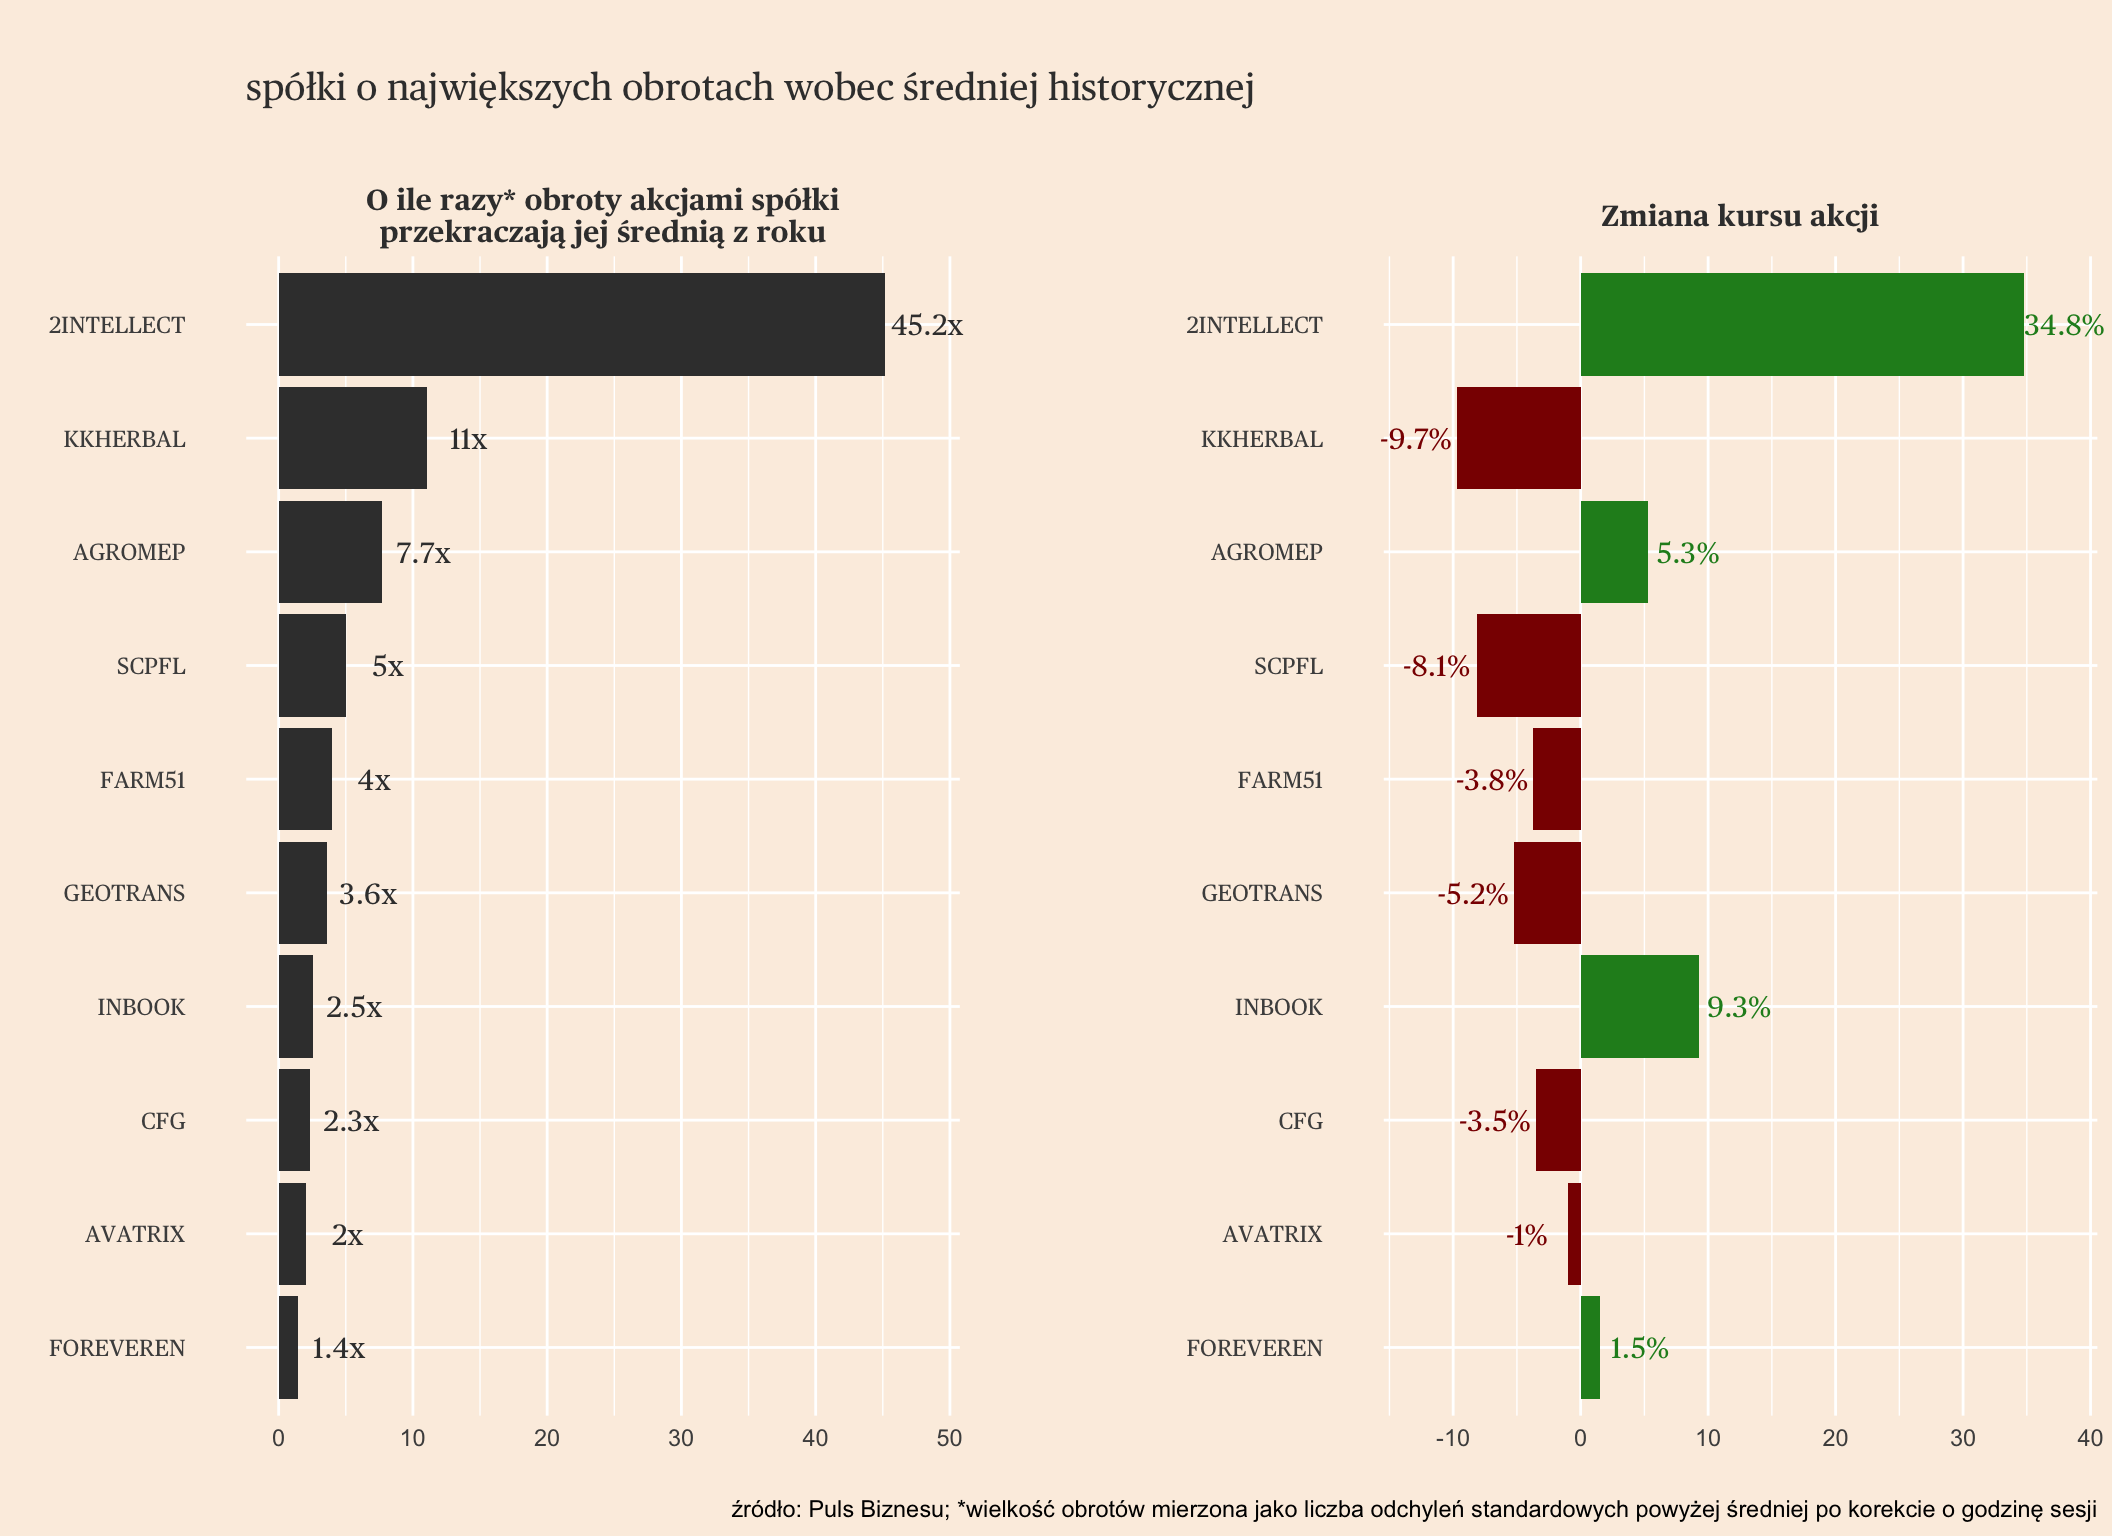 spółki o największych obrotach wobec średniej historycznej
O ile razy* obroty akcjami spółki
przekraczają jej średnią z roku
2INTELLECT
45.2x
KKHERBAL
11x
AGROMEP
7.7x
SCPFL
5x
FARM51
4x
GEOTRANS
3.6x
INBOOK
2.5x
CFG
2.3x
AVATRIX
2x
FOREVEREN
1.4x
0 10 20 30 40 50
Zmiana kursu akcji
2INTELLECT
34.8%
KKHERBAL
-9.7%
AGROMEP
5.3%
SCPFL
-8.1%
FARM51
-3.8%
GEOTRANS
-5.2%
INBOOK
9.3%
CFG
-3.5%
AVATRIX
-1%
FOREVEREN
1.5%
-10 0 10 20 30 40
źródło: Puls Biznesu; *wielkość obrotów mierzona jako liczba odchyleń standardowych powyżej średniej po korekcie o godzinę sesji